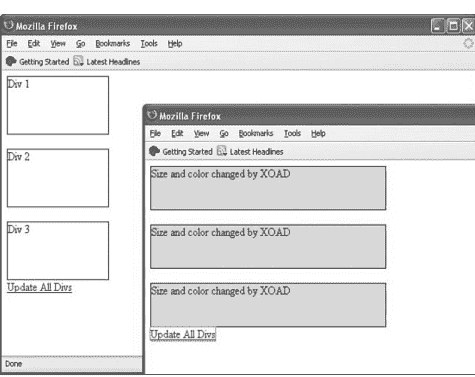 Mozilla Firefox
File Edit View Go Bookmarks Tools Help
Getting Started Latest Headlines
Div 1
Div 2
Div 3
Update All Divs
Done
Mozilla Firefox
File Edit View Go Bookmarks Tools Help
Getting Started Latest Headlines
Size and color changed by XOAD
Size and color changed by XOAD
Size and color changed by XOAD
Update All Divs